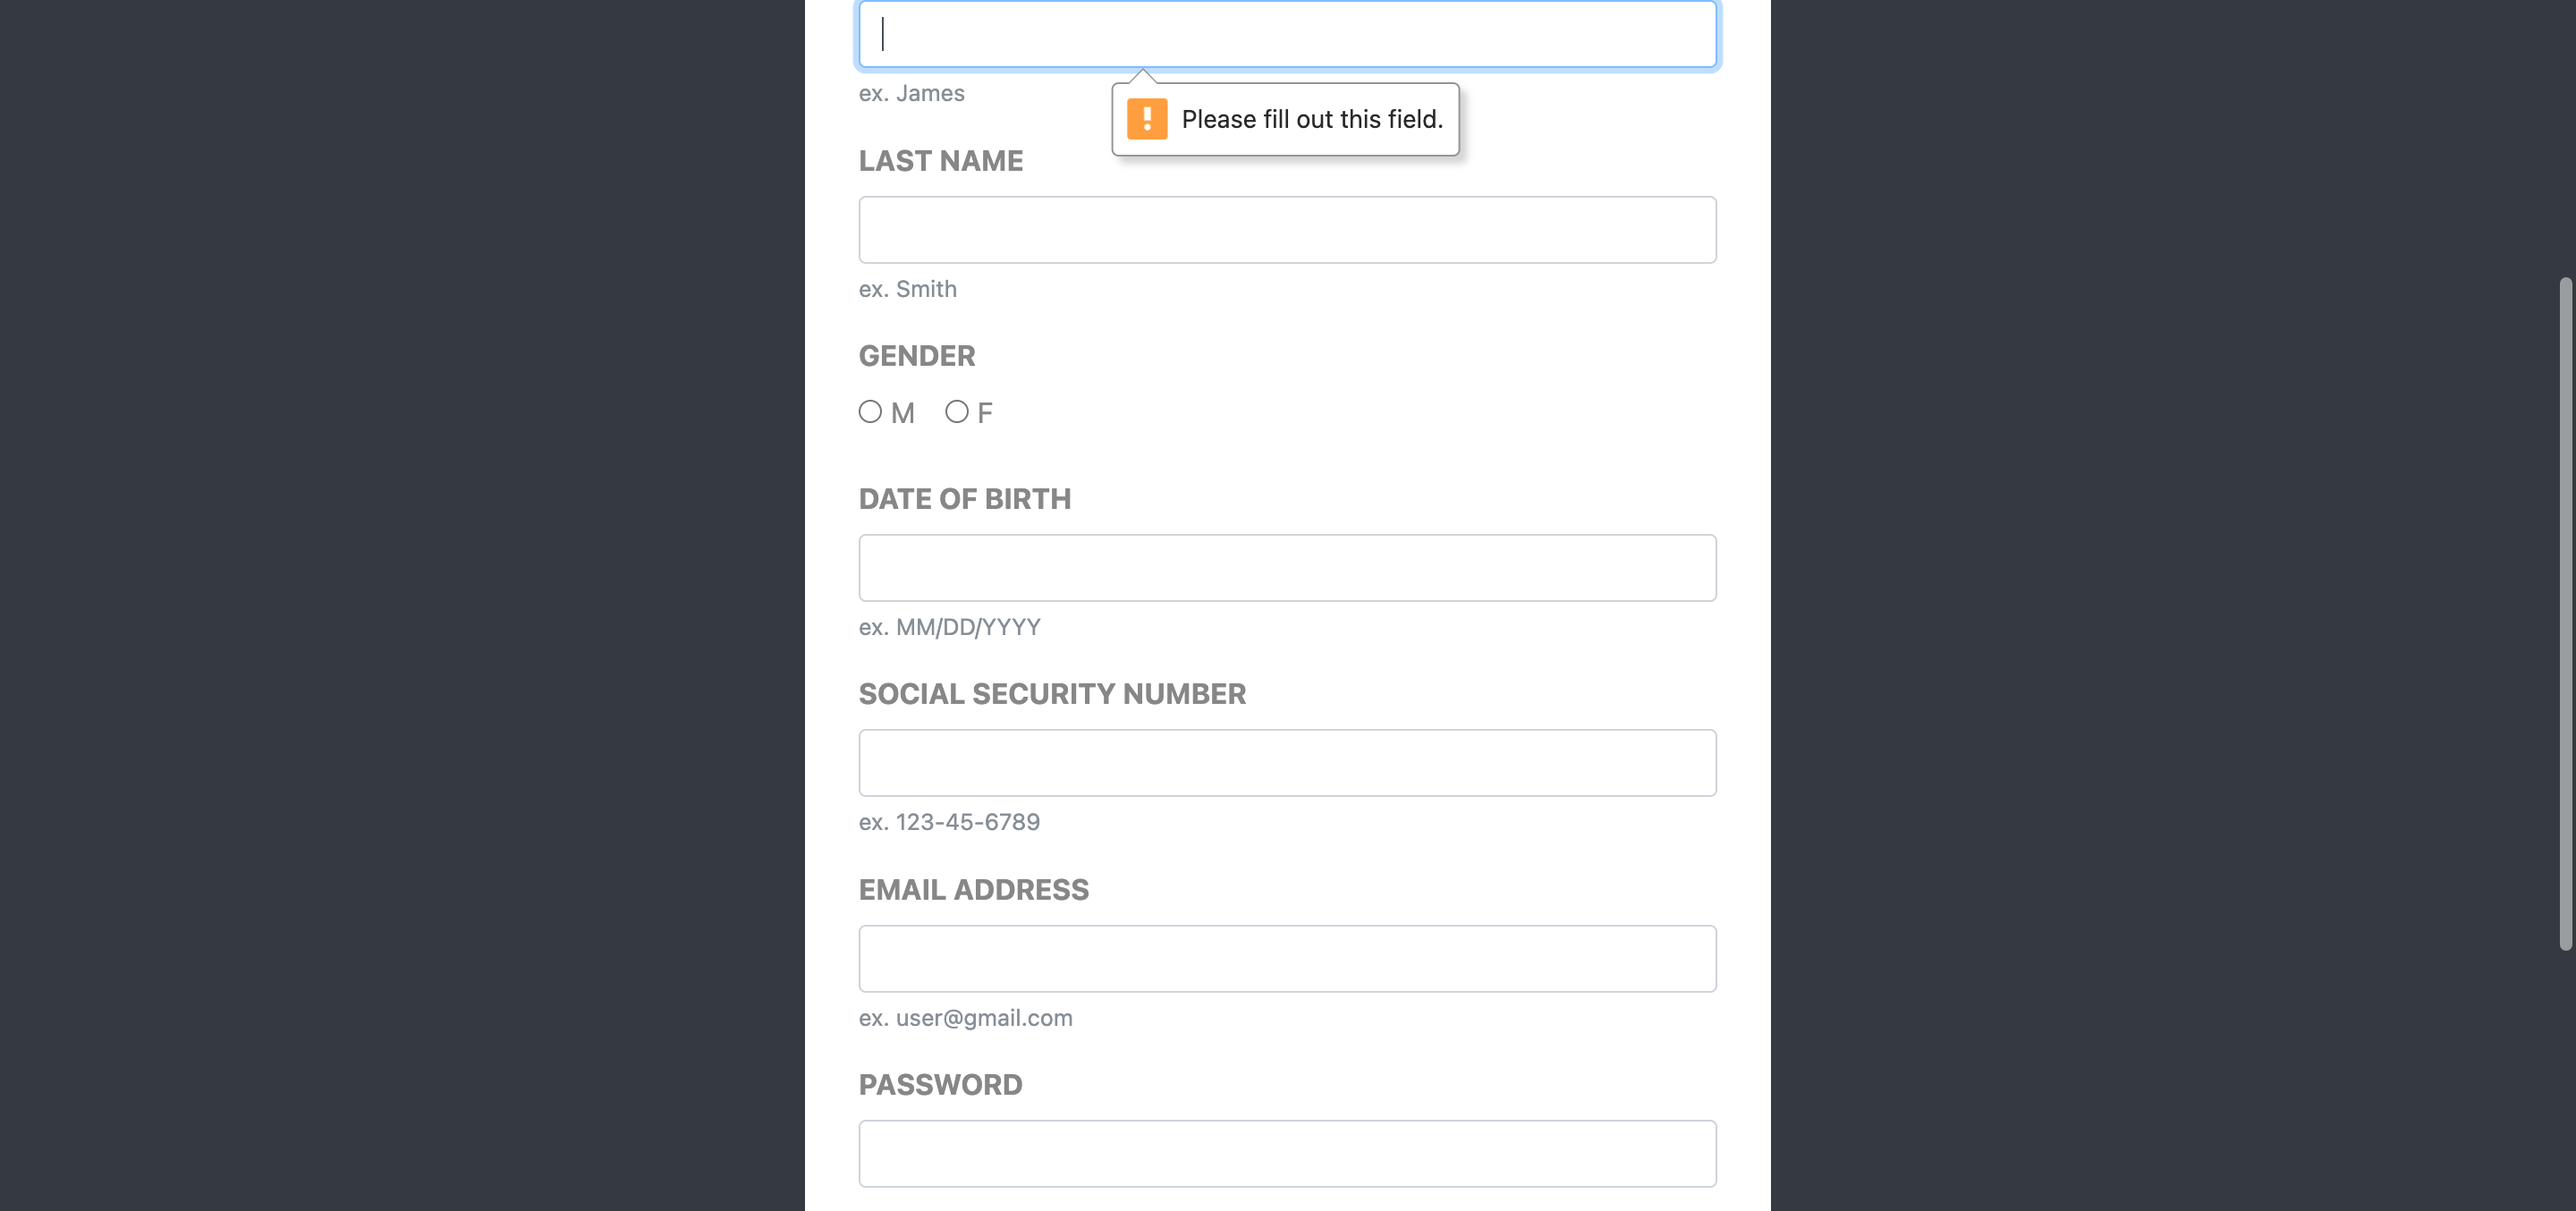 ex. James
Please fill out this field.
LAST NAME
ex. Smith
GENDER
M F
DATE OF BIRTH
ex. MM/DD/YYYY
SOCIAL SECURITY NUMBER
ex. 123-45-6789
EMAIL ADDRESS
ex. user@gmail.com
PASSWORD